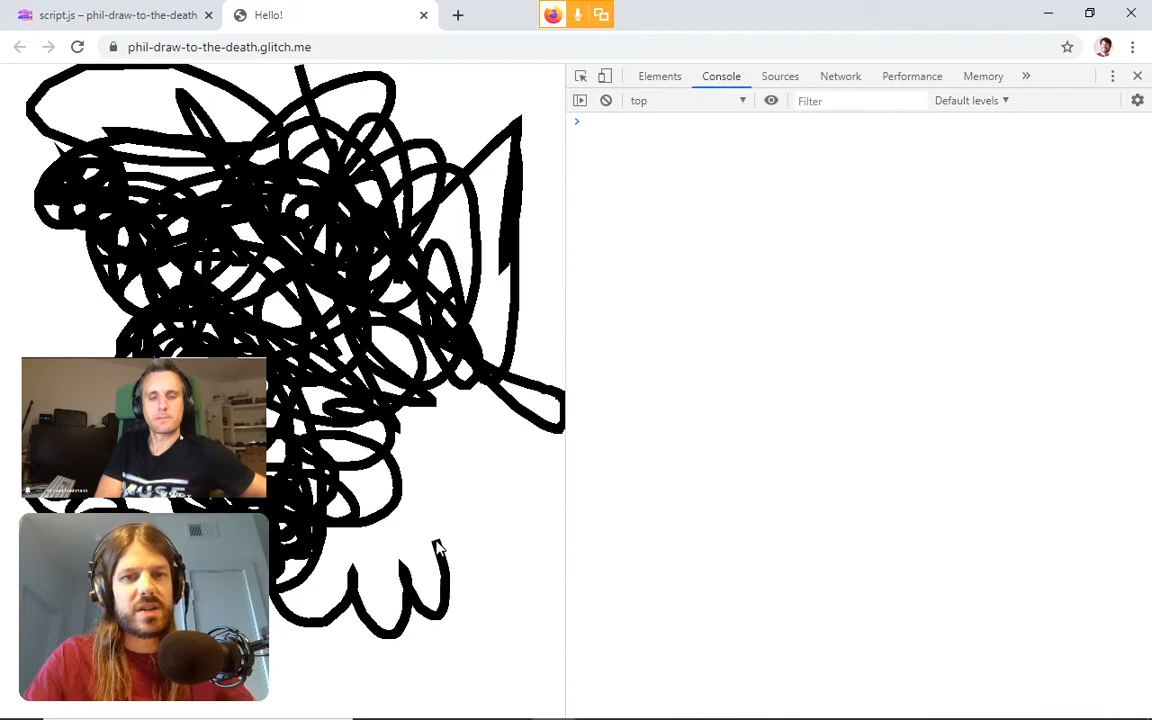 script.js – phil-draw-to-the-death
Hello!
phil-draw-to-the-death.glitch.me
Elements
Console
Sources
Network
Performance
Memory
top
Filter
Default levels
MUSE